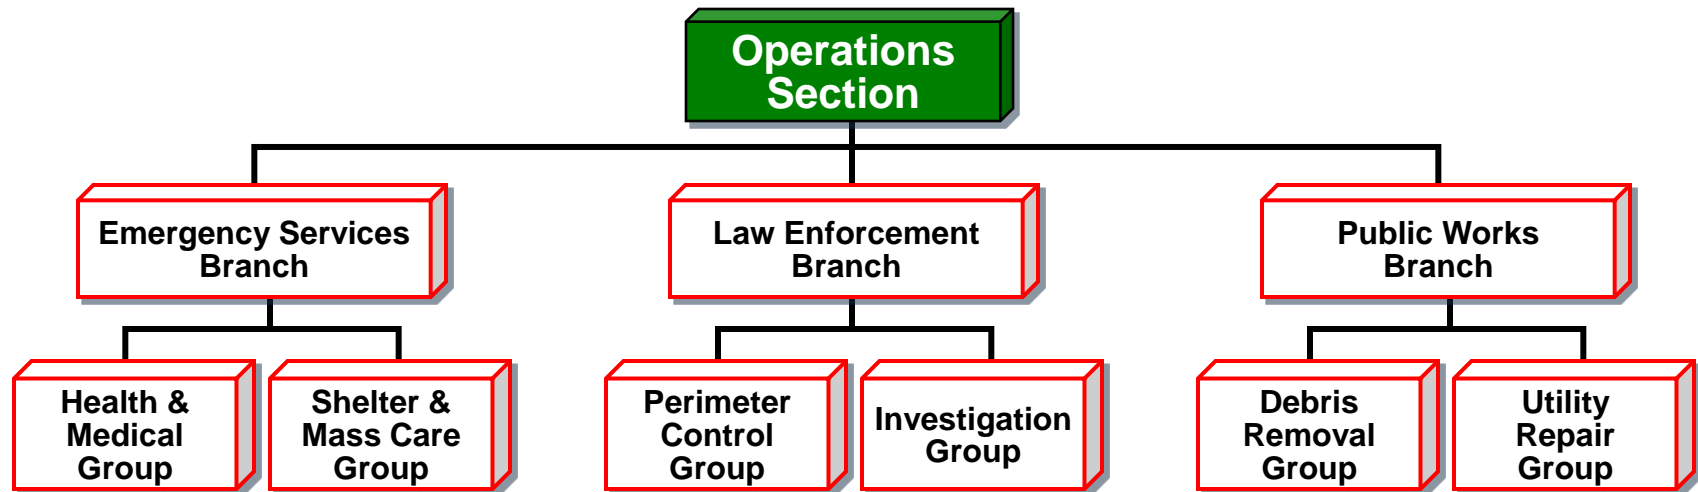 Operations
Section
Emergency Services
Branch
Law Enforcement
Branch
Public Works
Branch
Health &
Medical
Group
Shelter &
Mass Care
Group
Perimeter
Control
Group
Investigation
Group
Debris
Removal
Group
Utility
Repair
Group